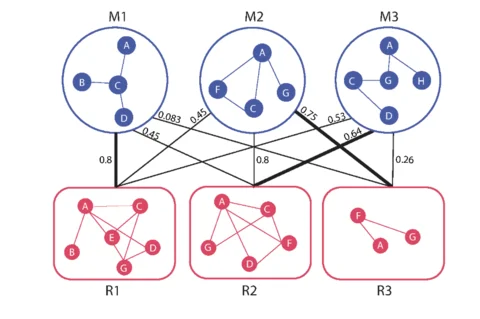 M1 M2 M3
A
B C
D
A
F G
C
A
C G H
D
0.083 0.45 0.75 0.53
0.45 0.64
0.8 0.8 0.26
A C
E
B D
G
A C
G F
D
F
G
A
R1 R2 R3